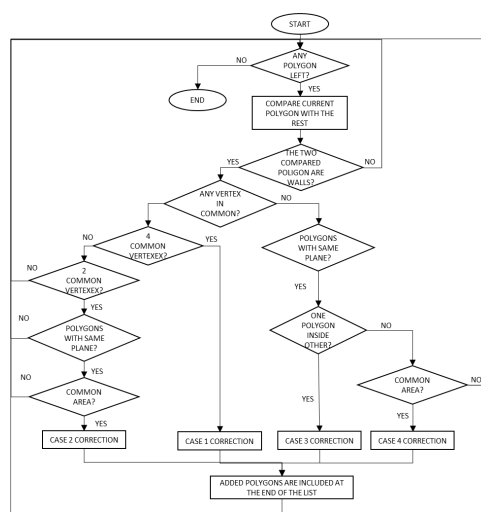 START
ANY
POLYGON
LEFT?
NO
YES
END
COMPARE CURRENT
POLYGON WITH THE
REST
THE TWO
COMPARED
POLIGON ARE
WALLS?
YES
NO
ANY VERTEX
IN
COMMON?
NO
4
COMMON
VERTEXEX?
NO
YES
POLYGONS
WITH SAME
PLANE?
YES
2
COMMON
VERTEXEX?
NO
YES
POLYGONS
WITH SAME
PLANE?
NO
YES
ONE
POLYGON
INSIDE
OTHER?
NO
YES
COMMON
AREA?
NO
YES
COMMON
AREA?
NO
YES
CASE 2 CORRECTION
CASE 1 CORRECTION
CASE 3 CORRECTION
CASE 4 CORRECTION
ADDED POLYGONS ARE INCLUDED AT
THE END OF THE LIST